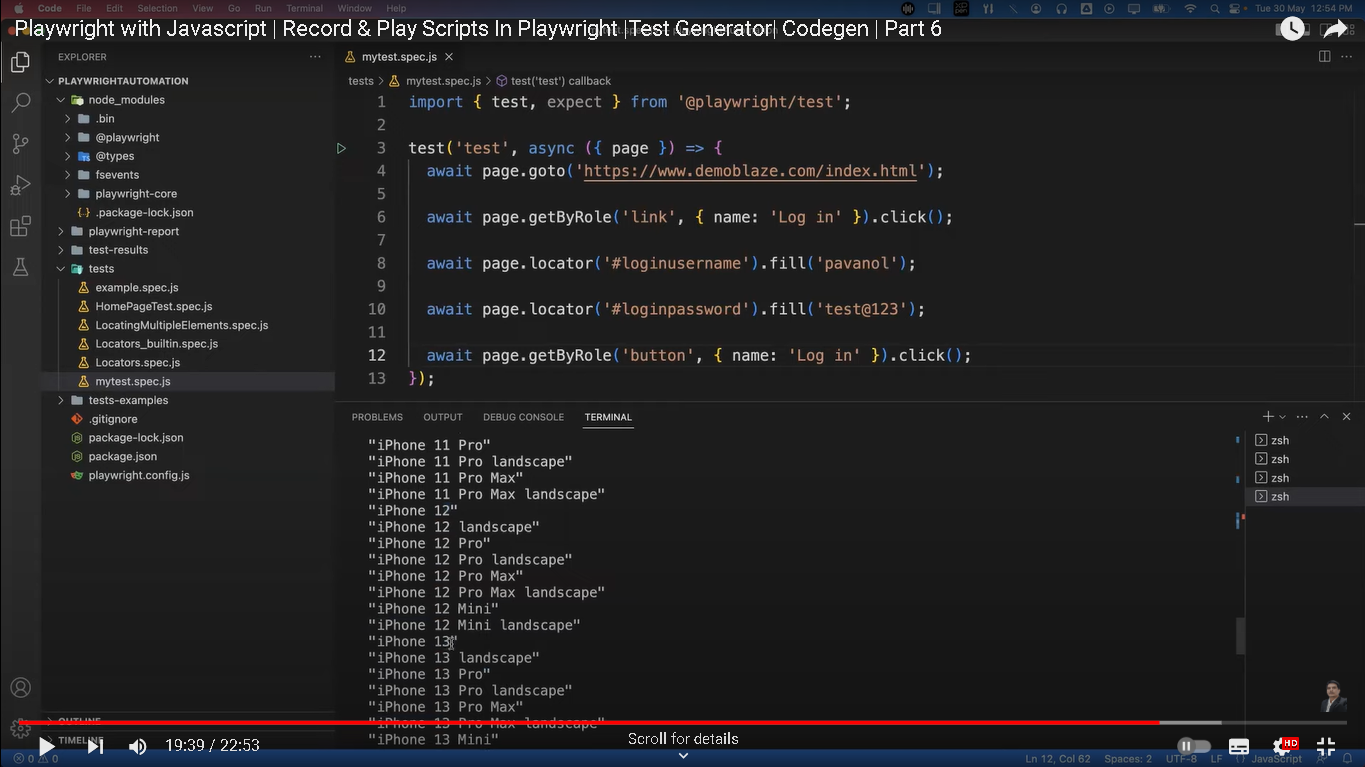 Code File Edit Selection View Go Run Terminal Window Help
Tue 30 May 12:54 PM
Playwright with Javascript | Record & Play Scripts In Playwright |Test Generator| Codegen | Part 6
EXPLORER
PLAYWRIGHTAUTOMATION
node_modules
.bin
@playwright
@types
fsevents
playwright-core
.package-lock.json
playwright-report
test-results
tests
example.spec.js
HomePageTest.spec.js
LocatingMultipleElements.spec.js
Locators_builtin.spec.js
Locators.spec.js
mytest.spec.js
tests-examples
.gitignore
package-lock.json
package.json
playwright.config.js
OUTLINE
TIMELINE
mytest.spec.js
tests > mytest.spec.js > test('test') callback
1 import { test, expect } from '@playwright/test';
2
3 test('test', async ({ page }) => {
4 await page.goto('https://www.demoblaze.com/index.html');
5
6 await page.getByRole('link', { name: 'Log in' }).click();
7
8 await page.locator('#loginusername').fill('pavanol');
9
10 await page.locator('#loginpassword').fill('test@123');
11
12 await page.getByRole('button', { name: 'Log in' }).click();
13 });
PROBLEMS OUTPUT DEBUG CONSOLE TERMINAL
"iPhone 11 Pro"
"iPhone 11 Pro landscape"
"iPhone 11 Pro Max"
"iPhone 11 Pro Max landscape"
"iPhone 12"
"iPhone 12 landscape"
"iPhone 12 Pro"
"iPhone 12 Pro landscape"
"iPhone 12 Pro Max"
"iPhone 12 Pro Max landscape"
"iPhone 12 Mini"
"iPhone 12 Mini landscape"
"iPhone 13"
"iPhone 13 landscape"
"iPhone 13 Pro"
"iPhone 13 Pro landscape"
"iPhone 13 Pro Max"
"iPhone 13 Pro Max landscape"
"iPhone 13 Mini"
zsh
zsh
zsh
zsh
19:39 / 22:53
Scroll for details
HD
0 0
Ln 12, Col 62 Spaces: 2 UTF-8 LF JavaScript